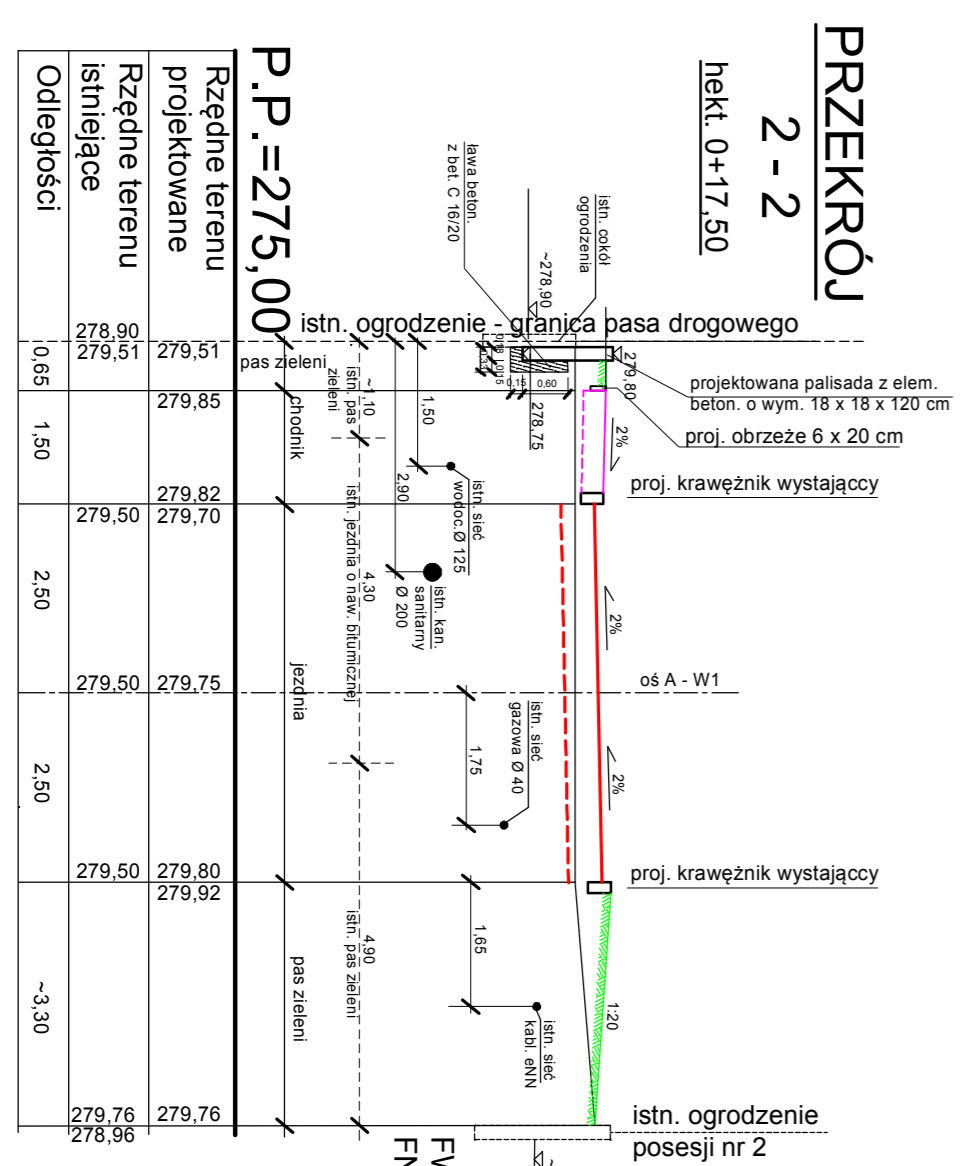 PRZEKRÓJ
2 - 2
hekt. 0+17,50
P.P.=275,00
Rzędne terenu
projektowane
Rzędne terenu
istniejące
Odległości
istn. cokół
ogrodzenia
ława beton.
z bet. C 16/20
~278,90
istn. ogrodzenie - granica pasa drogowego
279,80
projektowana palisada z elem.
beton. o wym. 18 x 18 x 120 cm
proj. obrzeże 6 x 20 cm
0,18
0,15
0,33
0,15
0,60
278,75
2%
proj. krawężnik wystająccy
2%
oś A - W1
2%
proj. krawężnik wystająccy
1:20
istn. ogrodzenie
posesji nr 2
1,50
istn. sieć
wodoc.Ø 125
2,90
istn. kan.
sanitarny
Ø 200
1,75
istn. sieć
gazowa Ø 40
1,65
istn. sieć
kabl. eNN
~1,10
istn. pas
zieleni
4,30
istn. jezdnia o naw. bitumicznej
4,90
istn. pas zieleni
pas zieleni
chodnik
jezdnia
pas zieleni
279,51
279,85
279,82
279,70
279,75
279,80
279,92
279,76
278,90
279,51
279,50
279,50
279,50
279,76
278,96
0,65
1,50
2,50
2,50
~3,30